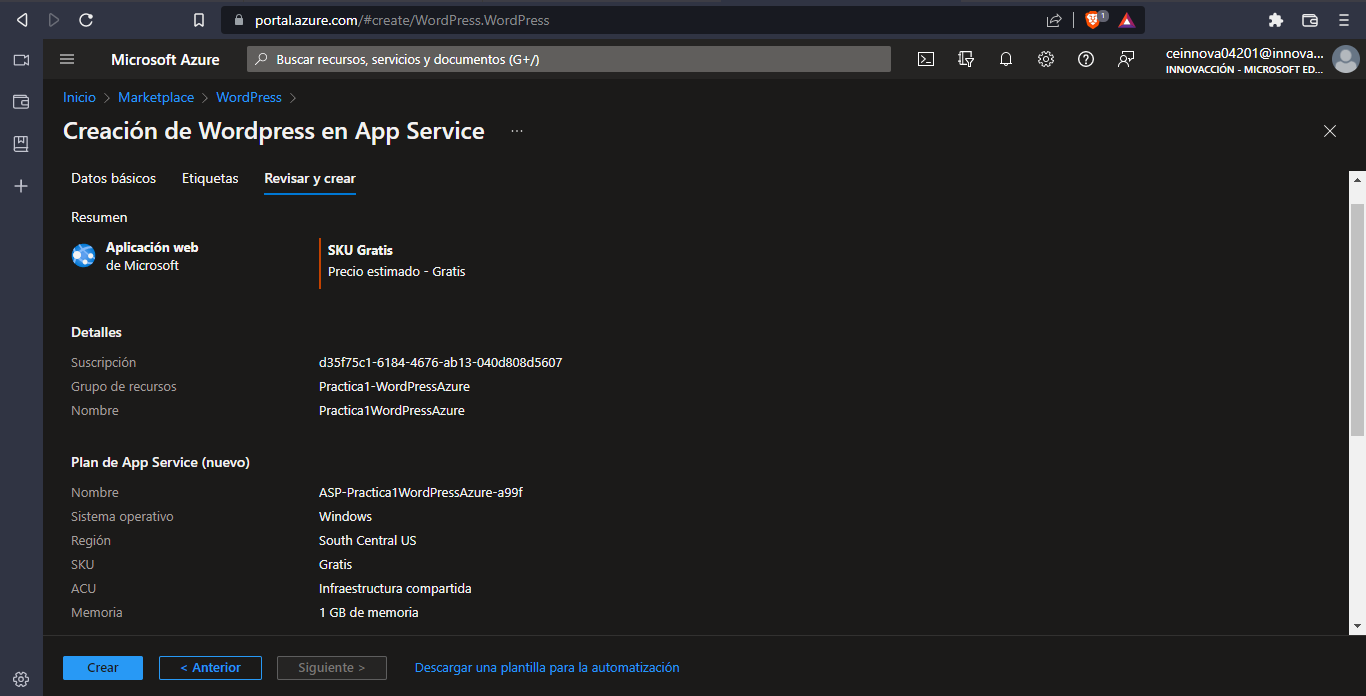 portal.azure.com/#create/WordPress.WordPress
1
Microsoft Azure
Buscar recursos, servicios y documentos (G+/)
ceinnova04201@innova...
INNOVACCIÓN - MICROSOFT ED...
Inicio > Marketplace > WordPress >
Creación de Wordpress en App Service ...
Datos básicos Etiquetas Revisar y crear
Resumen
Aplicación web
de Microsoft
SKU Gratis
Precio estimado - Gratis
Detalles
Suscripción d35f75c1-6184-4676-ab13-040d808d5607
Grupo de recursos Practica1-WordPressAzure
Nombre Practica1WordPressAzure
Plan de App Service (nuevo)
Nombre ASP-Practica1WordPressAzure-a99f
Sistema operativo Windows
Región South Central US
SKU Gratis
ACU Infraestructura compartida
Memoria 1 GB de memoria
Crear < Anterior Siguiente > Descargar una plantilla para la automatización